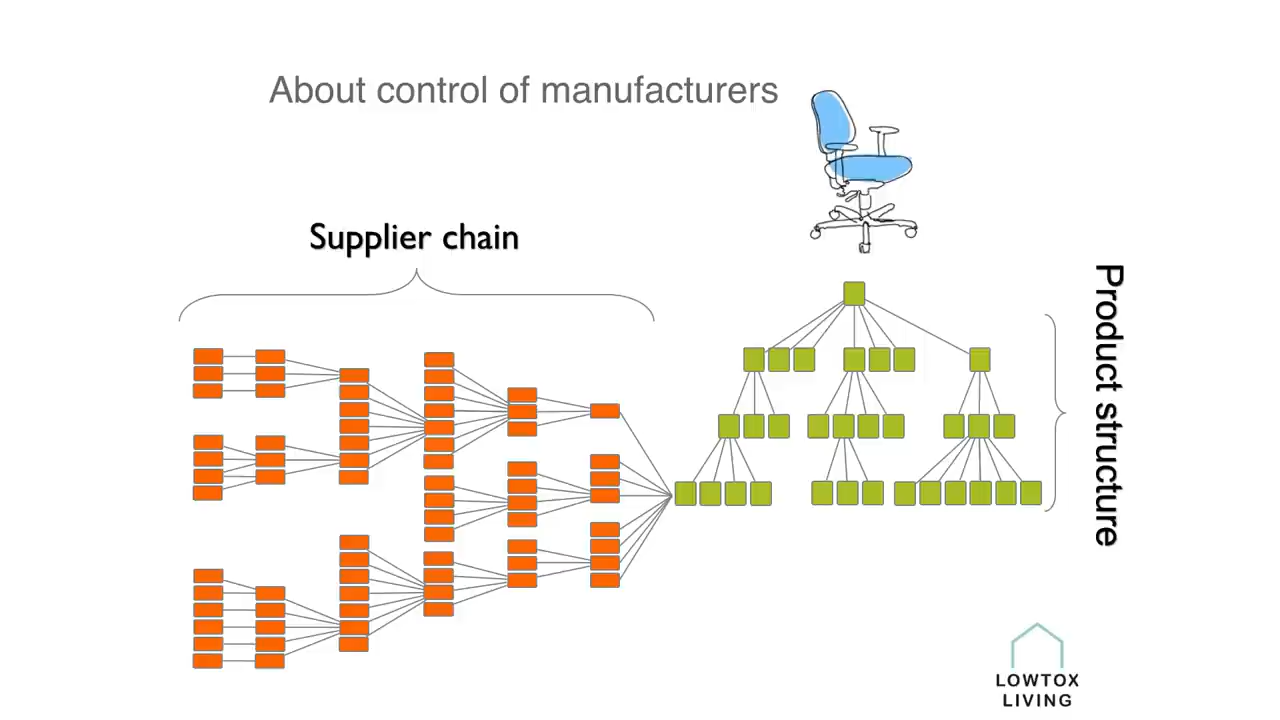 About control of manufacturers
Supplier chain
Product structure
LOWTOX
LIVING